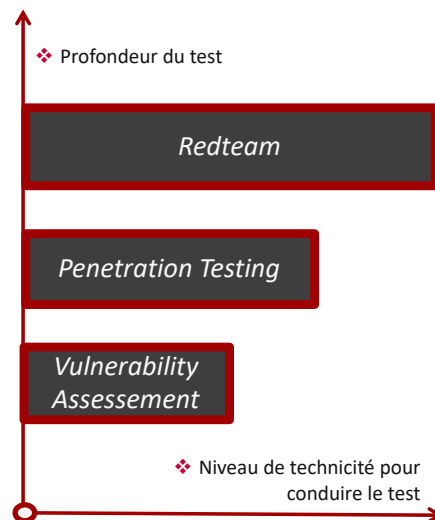 ❖ Profondeur du test
Redteam
Penetration Testing
Vulnerability
Assessement
❖ Niveau de technicité pour
conduire le test